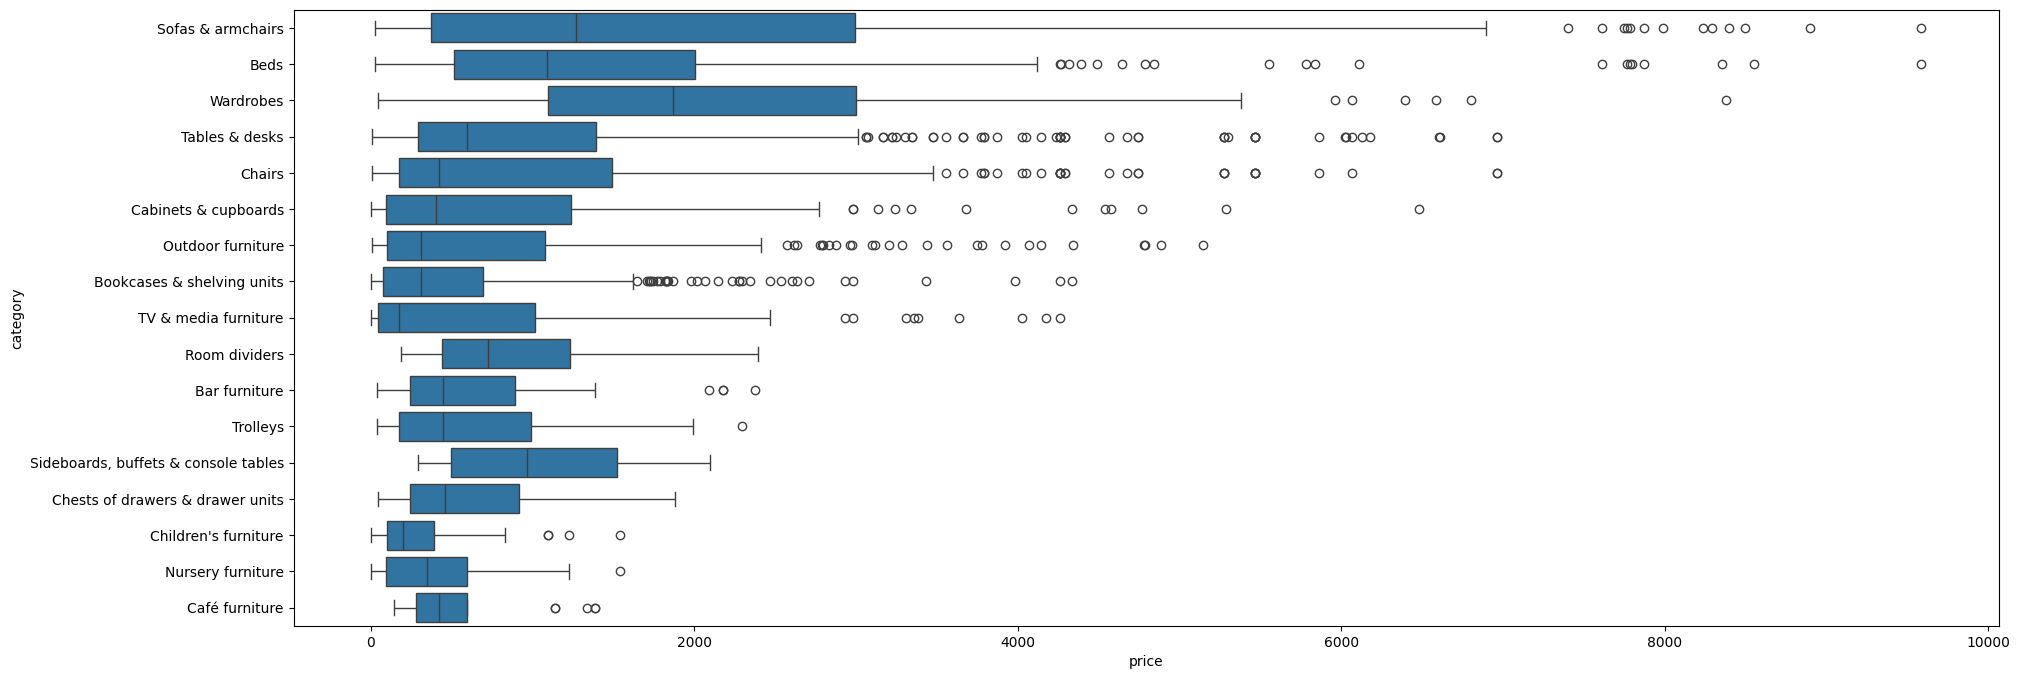 category
Sofas & armchairs
Beds
Wardrobes
Tables & desks
Chairs
Cabinets & cupboards
Outdoor furniture
Bookcases & shelving units
TV & media furniture
Room dividers
Bar furniture
Trolleys
Sideboards, buffets & console tables
Chests of drawers & drawer units
Children's furniture
Nursery furniture
Café furniture
0 2000 4000 6000 8000 10000
price